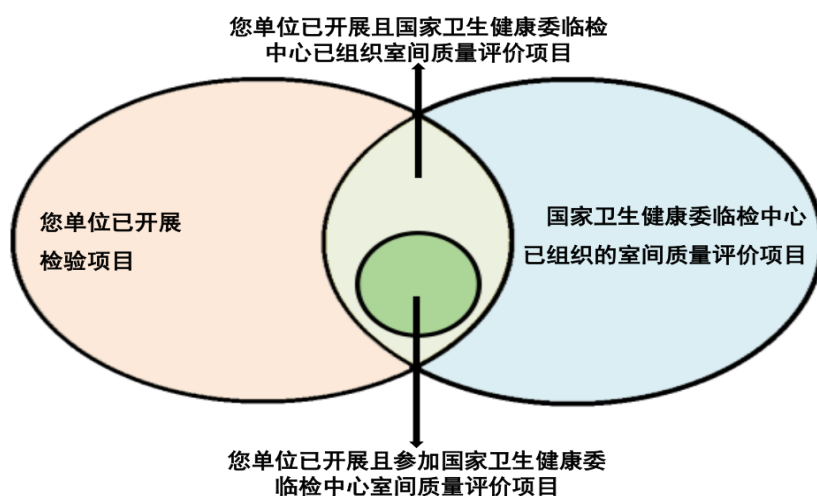 您单位已开展且国家卫生健康委临检
中心已组织室间质量评价项目
您单位已开展
检验项目
国家卫生健康委临检中心
已组织的室间质量评价项目
您单位已开展且参加国家卫生健康委
临检中心室间质量评价项目